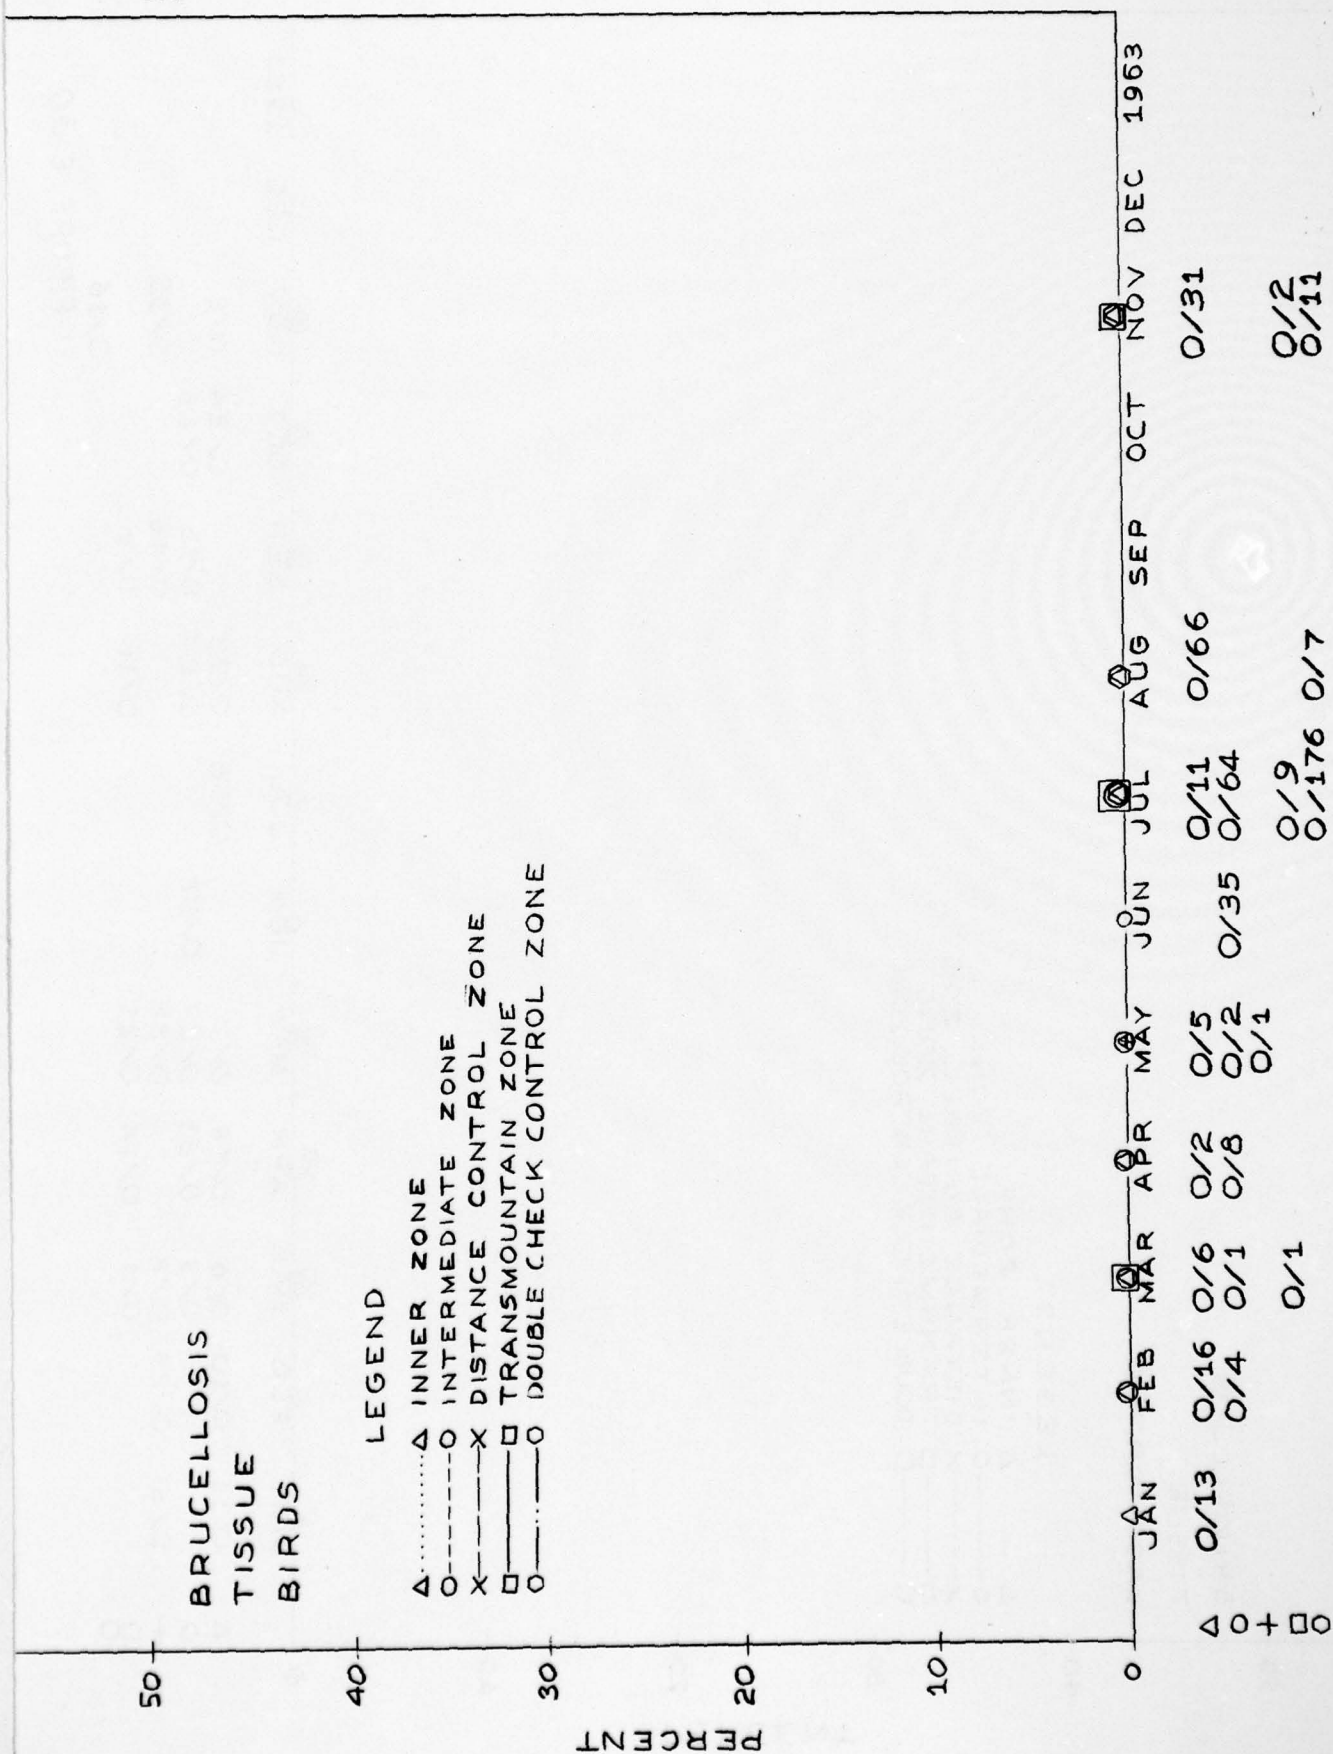 BRUCELLOSIS
TISSUE
BIRDS
LEGEND
INNER ZONE
INTERMEDIATE ZONE
DISTANCE CONTROL ZONE
TRANSMOUNTAIN ZONE
DOUBLE CHECK CONTROL ZONE
PERCENT
50
40
30
20
10
0
JAN FEB MAR APR MAY JUN JUL AUG SEP OCT NOV DEC 1963
0/13 0/16 0/6 0/2 0/5 0/11 0/66 0/31
0/4 0/1 0/8 0/2 0/35 0/64
0/1
0/1 0/9 0/2
0/176 0/7 0/11